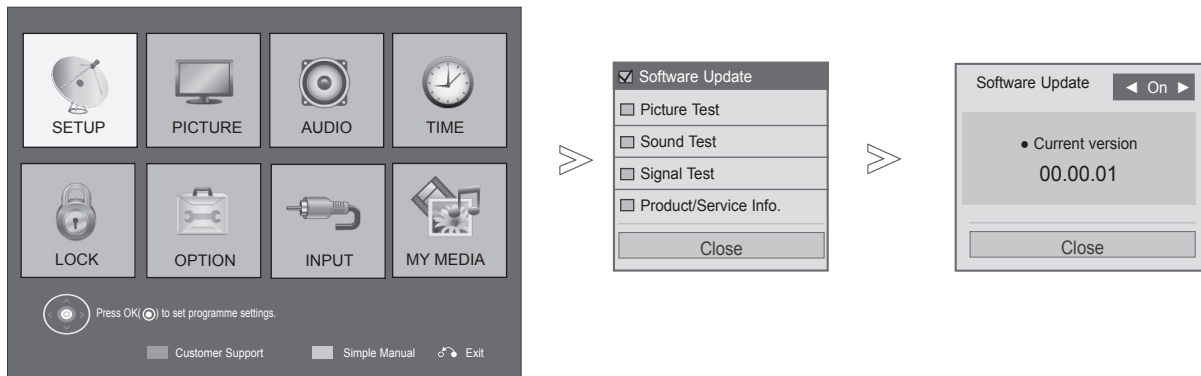 SETUP
PICTURE
AUDIO
TIME
LOCK
OPTION
INPUT
MY MEDIA
Press OK(◉) to set programme settings.
Customer Support
Simple Manual
Exit
Software Update
Picture Test
Sound Test
Signal Test
Product/Service Info.
Close
Software Update
◀ On ▶
• Current version
00.00.01
Close